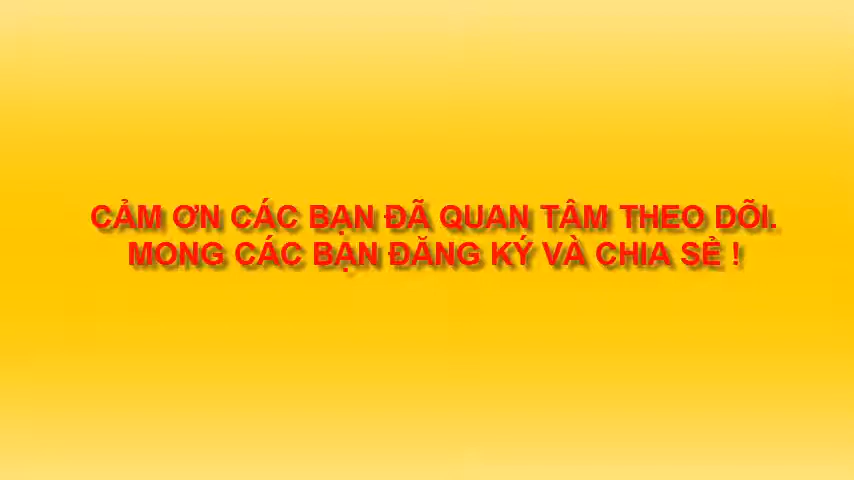 CẢM ƠN CÁC BẠN ĐÃ QUAN TÂM THEO DÕI.
MONG CÁC BẠN ĐĂNG KÝ VÀ CHIA SẺ !